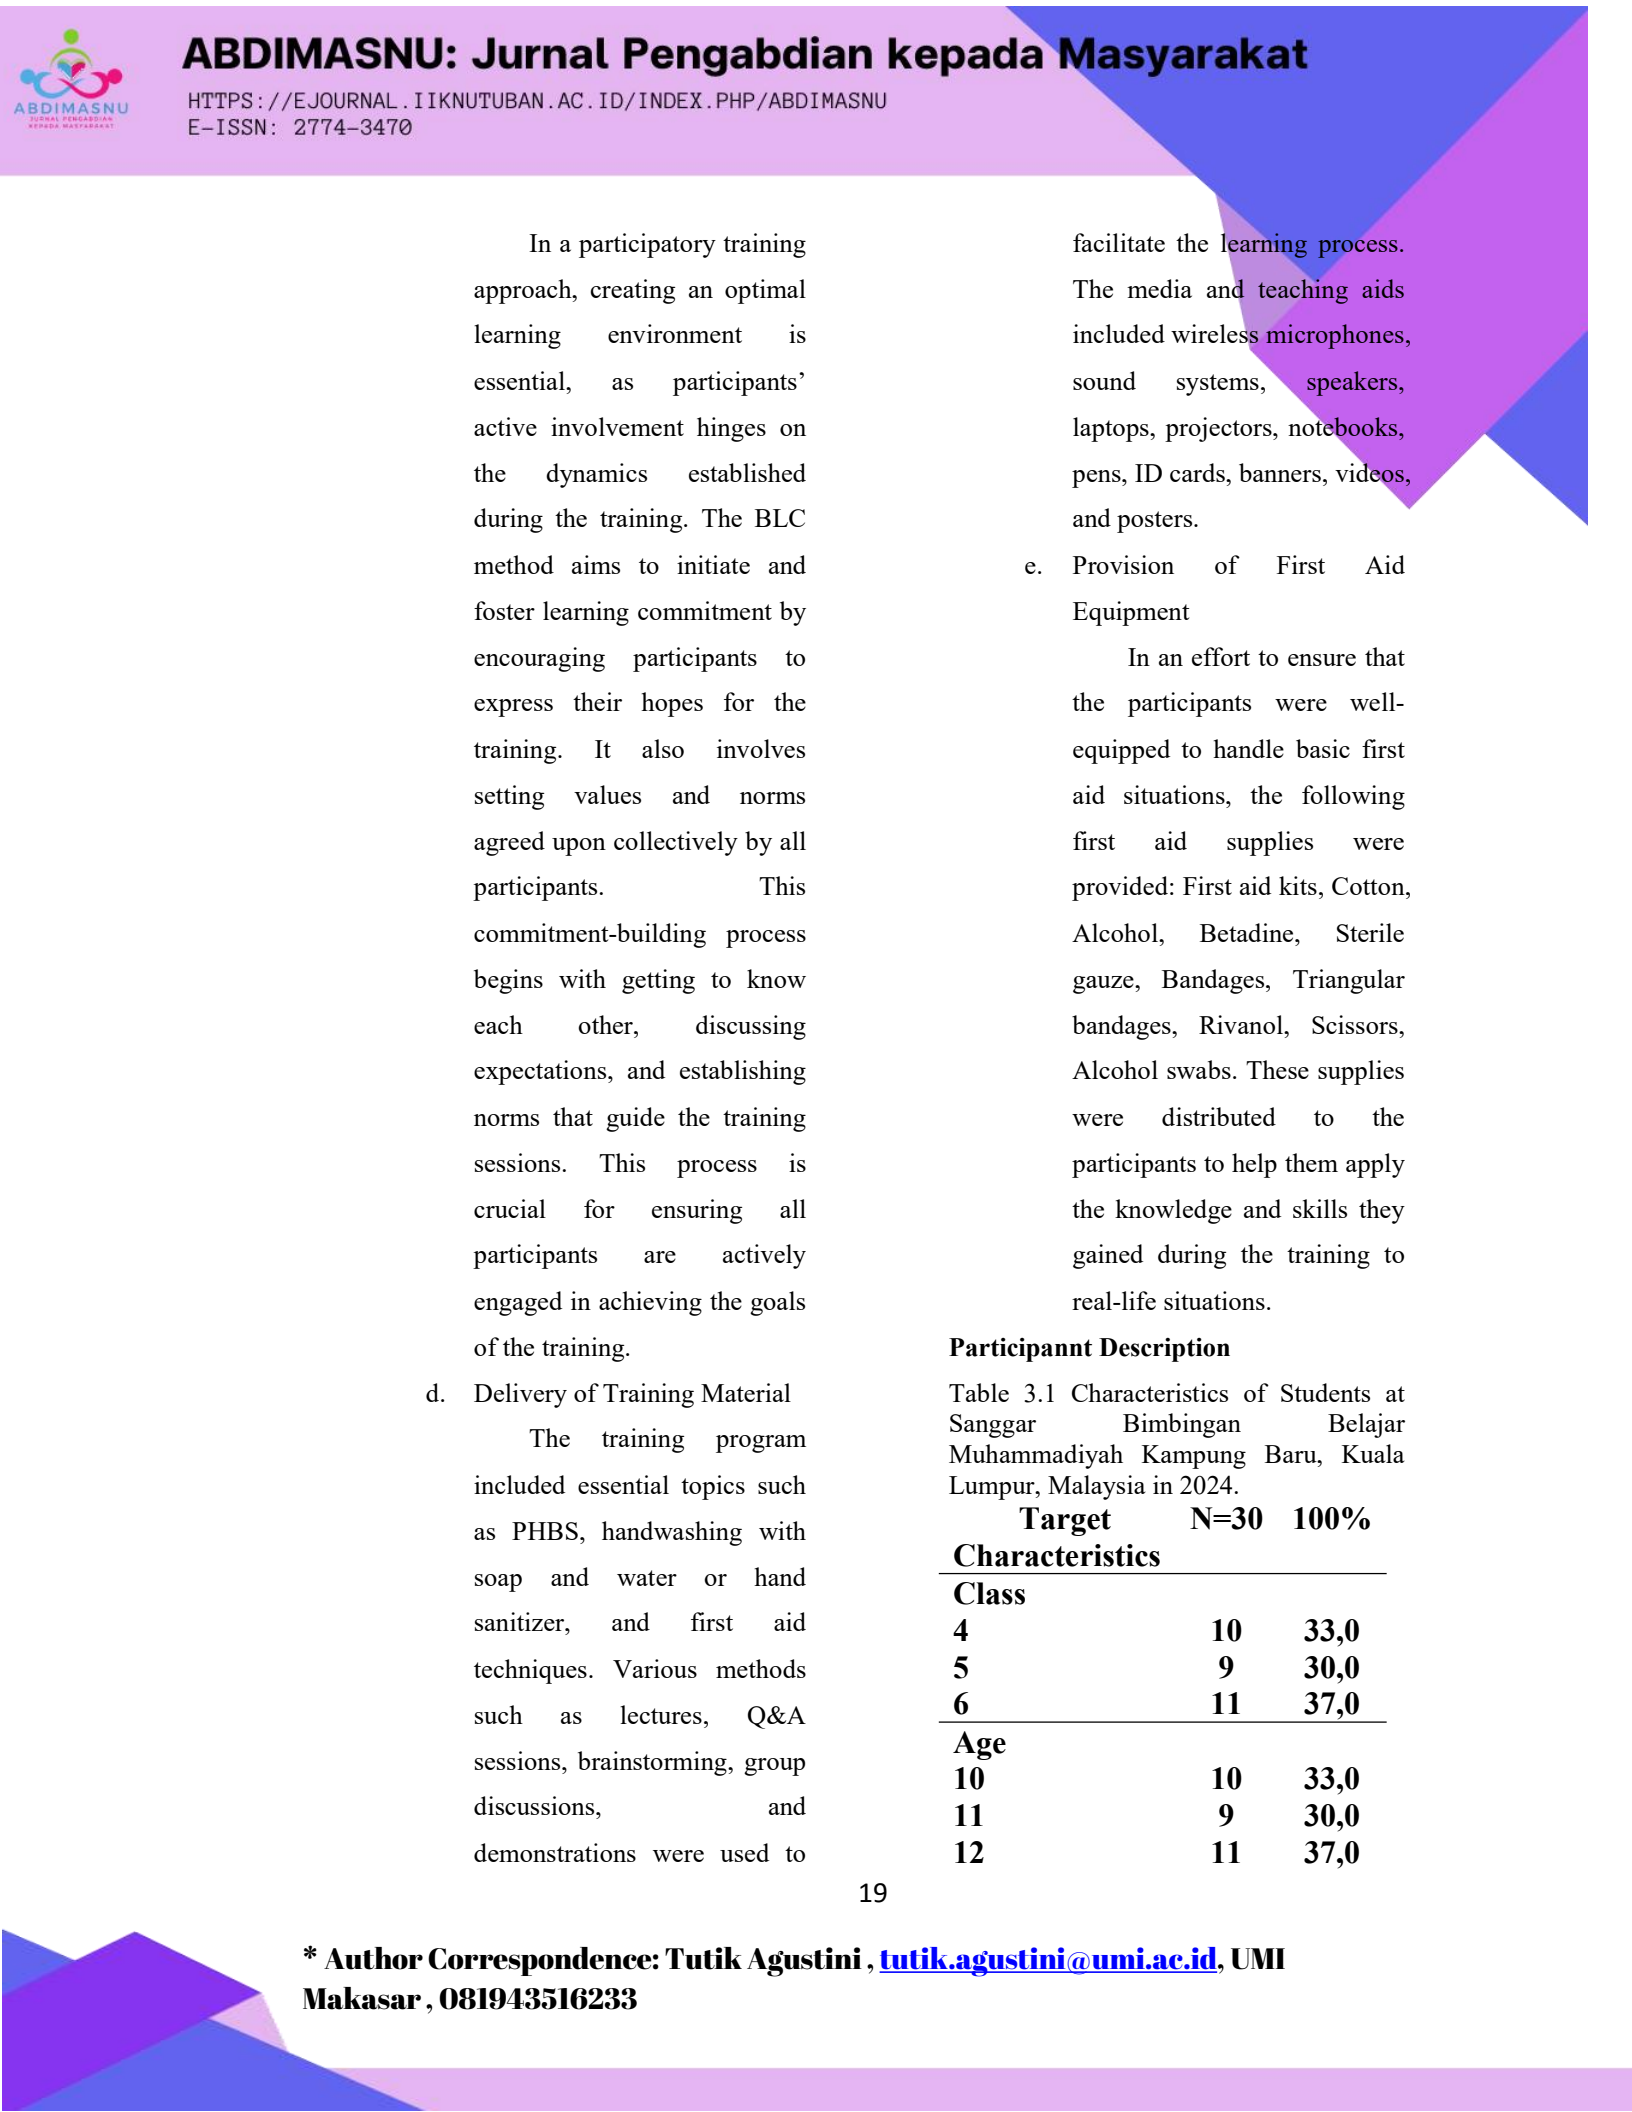 ABDIMASNU
JURNAL PENGABDIAN
KEPADA MASYARAKAT
ABDIMASNU: Jurnal Pengabdian kepada Masyarakat
HTTPS://EJOURNAL.IIKNUTUBAN.AC.ID/INDEX.PHP/ABDIMASNU
E-ISSN: 2774-3470
In a participatory training
approach, creating an optimal
learning environment is
essential, as participants’
active involvement hinges on
the dynamics established
during the training. The BLC
method aims to initiate and
foster learning commitment by
encouraging participants to
express their hopes for the
training. It also involves
setting values and norms
agreed upon collectively by all
participants. This
commitment-building process
begins with getting to know
each other, discussing
expectations, and establishing
norms that guide the training
sessions. This process is
crucial for ensuring all
participants are actively
engaged in achieving the goals
of the training.
d. Delivery of Training Material
The training program
included essential topics such
as PHBS, handwashing with
soap and water or hand
sanitizer, and first aid
techniques. Various methods
such as lectures, Q&A
sessions, brainstorming, group
discussions, and
demonstrations were used to
facilitate the learning process.
The media and teaching aids
included wireless microphones,
sound systems, speakers,
laptops, projectors, notebooks,
pens, ID cards, banners, videos,
and posters.
e. Provision of First Aid
Equipment
In an effort to ensure that
the participants were well-
equipped to handle basic first
aid situations, the following
first aid supplies were
provided: First aid kits, Cotton,
Alcohol, Betadine, Sterile
gauze, Bandages, Triangular
bandages, Rivanol, Scissors,
Alcohol swabs. These supplies
were distributed to the
participants to help them apply
the knowledge and skills they
gained during the training to
real-life situations.
Participannt Description
Table 3.1 Characteristics of Students at
Sanggar Bimbingan Belajar
Muhammadiyah Kampung Baru, Kuala
Lumpur, Malaysia in 2024.
Target N=30 100%
Characteristics
Class
4 10 33,0
5 9 30,0
6 11 37,0
Age
10 10 33,0
11 9 30,0
12 11 37,0
19
* Author Correspondence: Tutik Agustini , tutik.agustini@umi.ac.id, UMI
Makasar , 081943516233